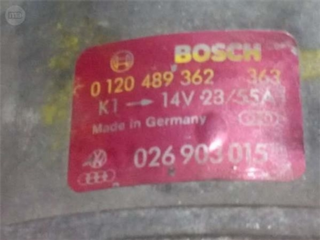 BOSCH
0 120 489 362 363
K1 → 14V 23/55A
Made in Germany
026 903 015